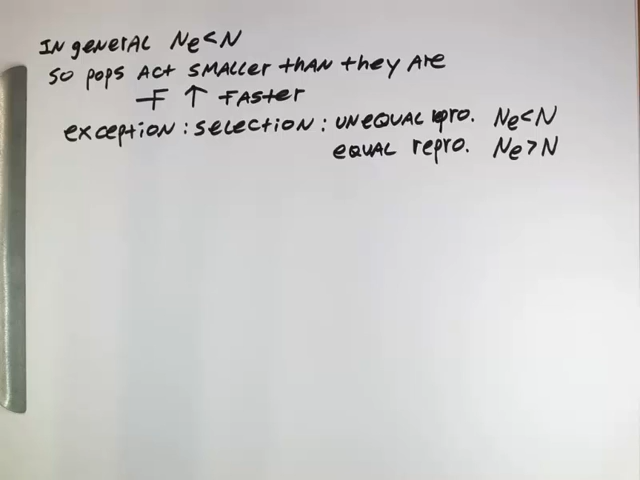 IN general Ne<N
so pops Act SMALLER than they Are
F ↑ FASter
exception: SELECTION: UNEQUAL repro. Ne<N
EQUAL repro. Ne>N